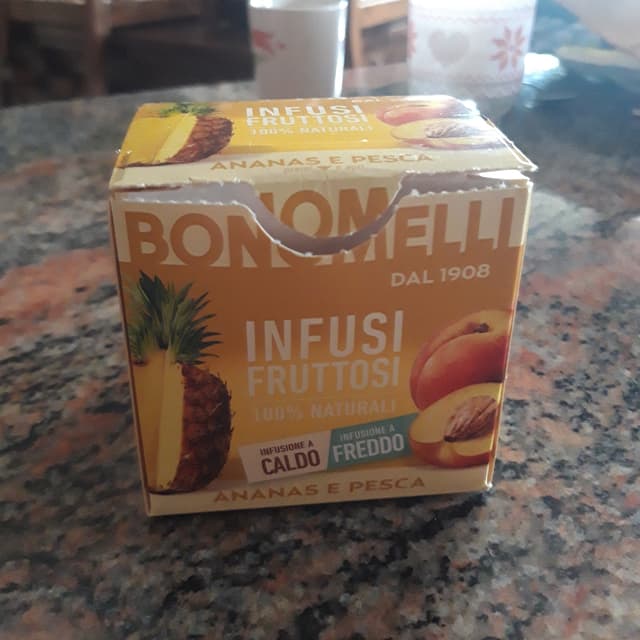 INFUSI
FRUTTOSI
100% NATURALI
ANANAS E PESCA
BONOMELLI
DAL 1908
INFUSI
FRUTTOSI
100% NATURALI
INFUSIONE A
CALDO
INFUSIONE A
FREDDO
ANANAS E PESCA